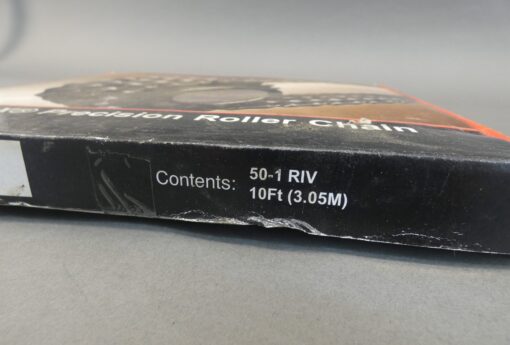 Precision Roller Chain
Contents: 50-1 RIV
10Ft (3.05M)